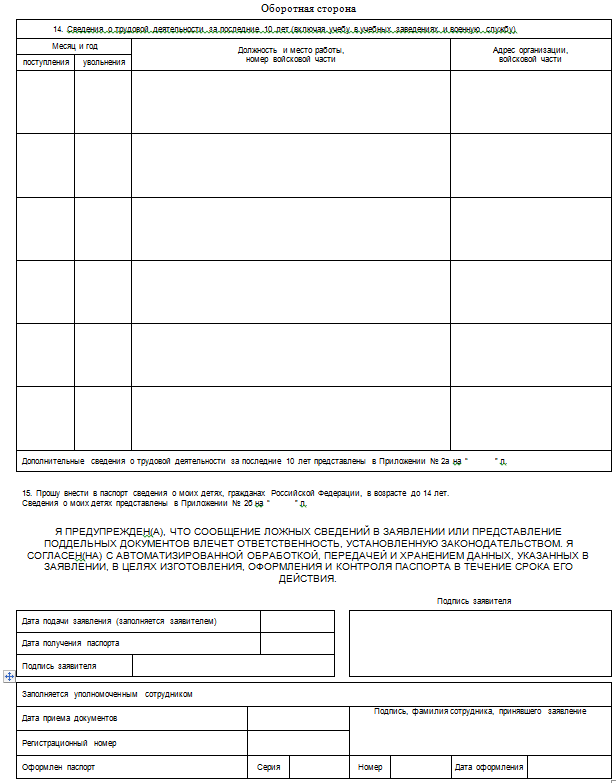 Оборотная сторона
14. Сведения о трудовой деятельности за последние 10 лет (включая учебу в учебных заведениях и военную службу)
Месяц и год
поступления
увольнения
Должность и место работы,
номер войсковой части
Адрес организации,
войсковой части
Дополнительные сведения о трудовой деятельности за последние 10 лет представлены в Приложении № 2а на " " л.
15. Прошу внести в паспорт сведения о моих детях, гражданах Российской Федерации, в возрасте до 14 лет.
Сведения о моих детях представлены в Приложении № 2б на " " л.
Я ПРЕДУПРЕЖДЕН(А), ЧТО СООБЩЕНИЕ ЛОЖНЫХ СВЕДЕНИЙ В ЗАЯВЛЕНИИ ИЛИ ПРЕДСТАВЛЕНИЕ
ПОДДЕЛЬНЫХ ДОКУМЕНТОВ ВЛЕЧЕТ ОТВЕТСТВЕННОСТЬ, УСТАНОВЛЕННУЮ ЗАКОНОДАТЕЛЬСТВОМ. Я
СОГЛАСЕН(НА) С АВТОМАТИЗИРОВАННОЙ ОБРАБОТКОЙ, ПЕРЕДАЧЕЙ И ХРАНЕНИЕМ ДАННЫХ, УКАЗАННЫХ В
ЗАЯВЛЕНИИ, В ЦЕЛЯХ ИЗГОТОВЛЕНИЯ, ОФОРМЛЕНИЯ И КОНТРОЛЯ ПАСПОРТА В ТЕЧЕНИЕ СРОКА ЕГО
ДЕЙСТВИЯ.
Подпись заявителя
Дата подачи заявления (заполняется заявителем)
Дата получения паспорта
Подпись заявителя
Заполняется уполномоченным сотрудником
Дата приема документов
Подпись, фамилия сотрудника, принявшего заявление
Регистрационный номер
Оформлен паспорт
Серия
Номер
Дата оформления